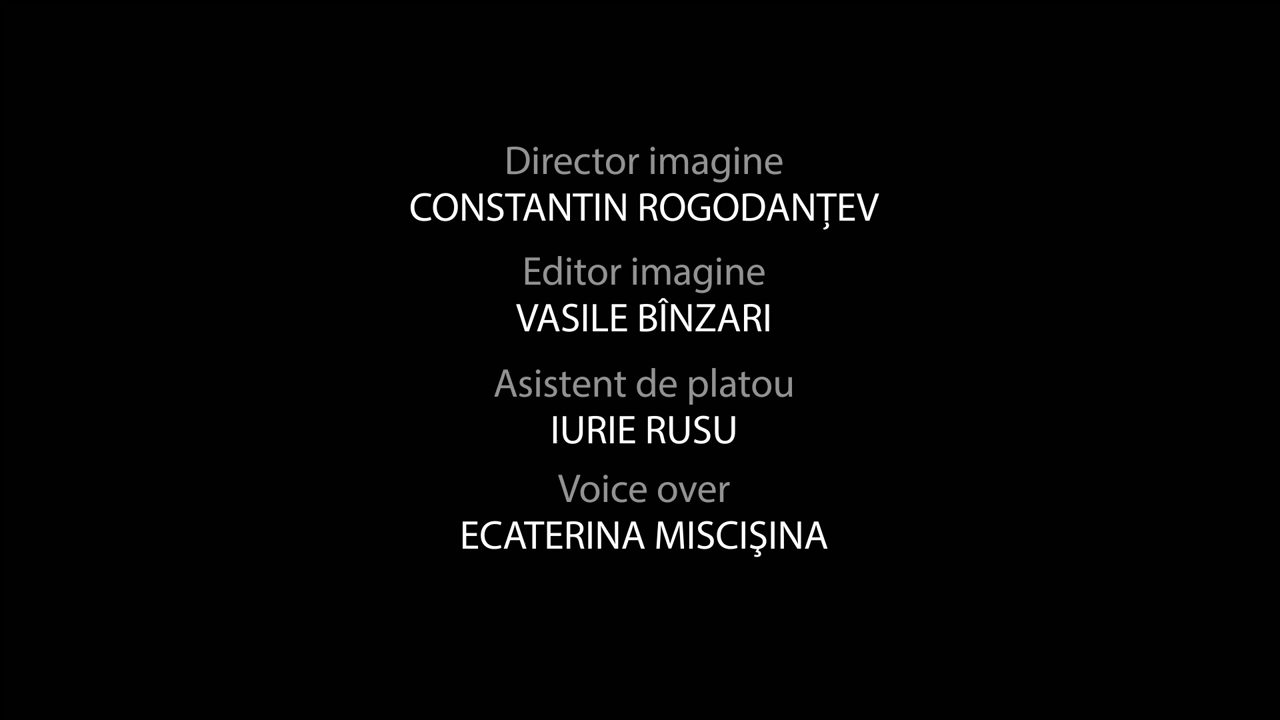 Director imagine
CONSTANTIN ROGODANȚEV
Editor imagine
VASILE BÎNZARI
Asistent de platou
IURIE RUSU
Voice over
ECATERINA MISCIŞINA